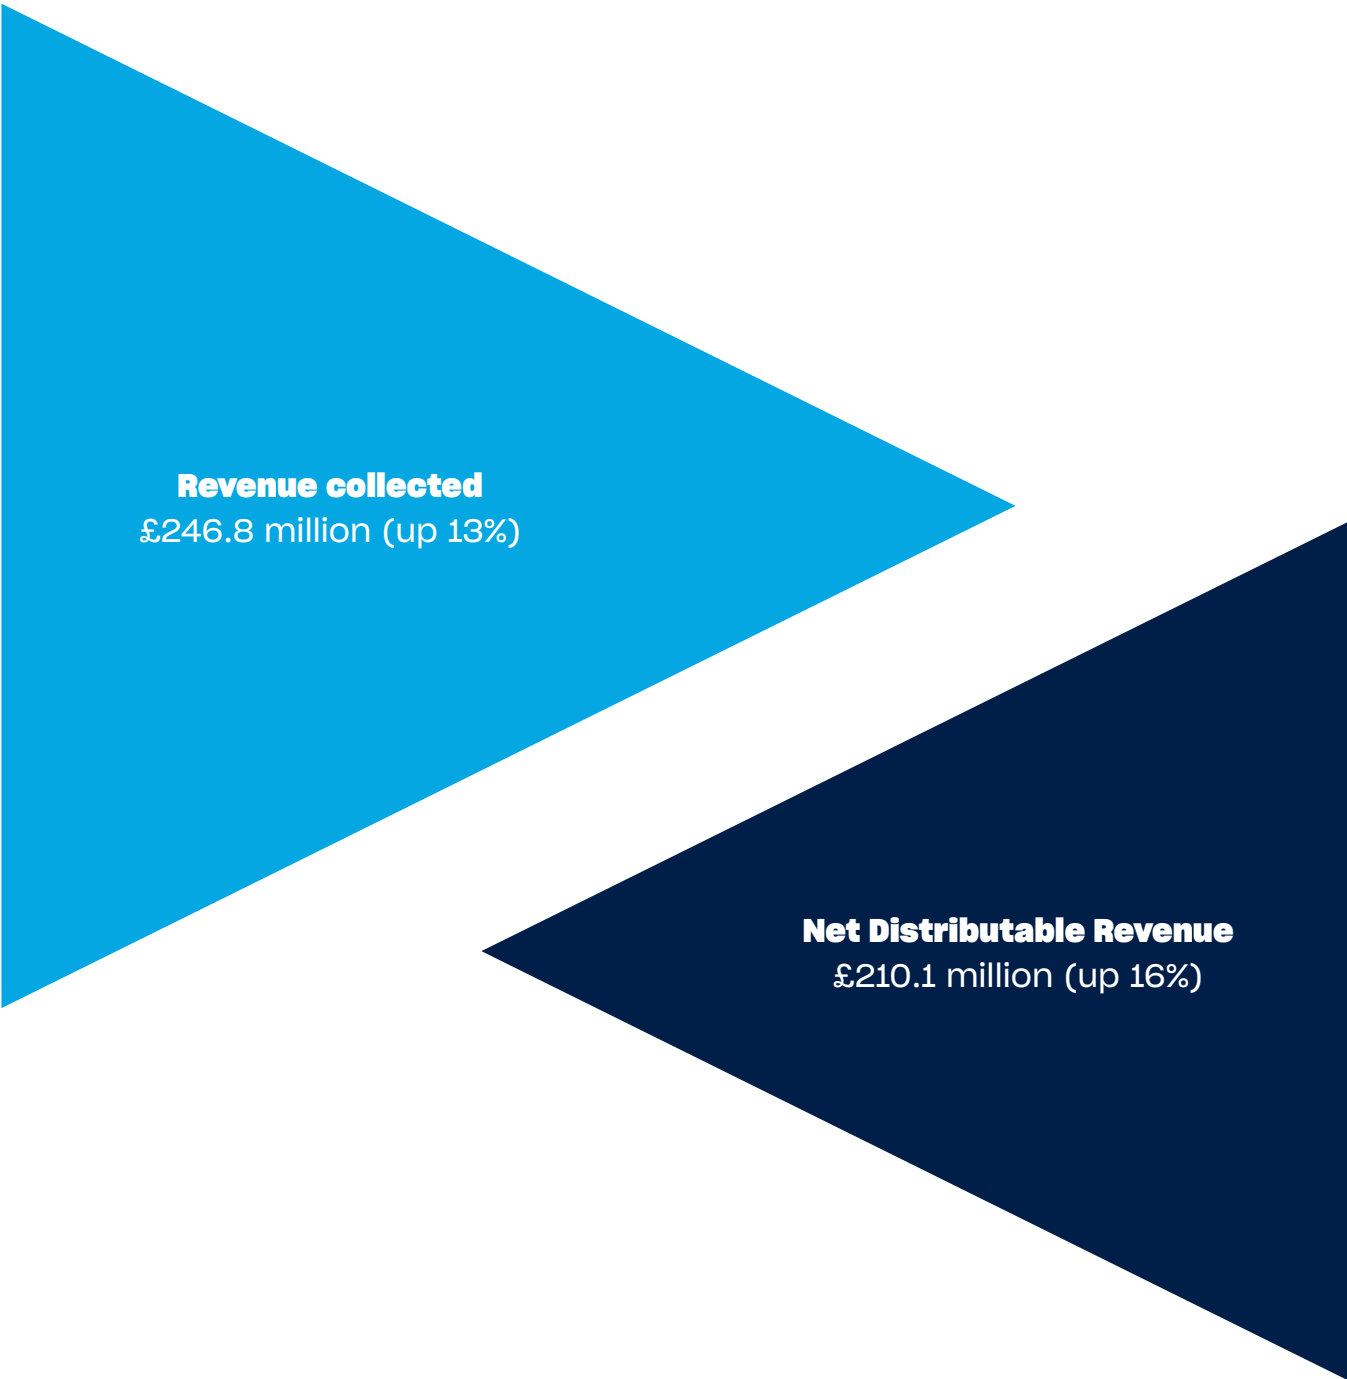 Revenue collected
£246.8 million (up 13%)
Net Distributable Revenue
£210.1 million (up 16%)